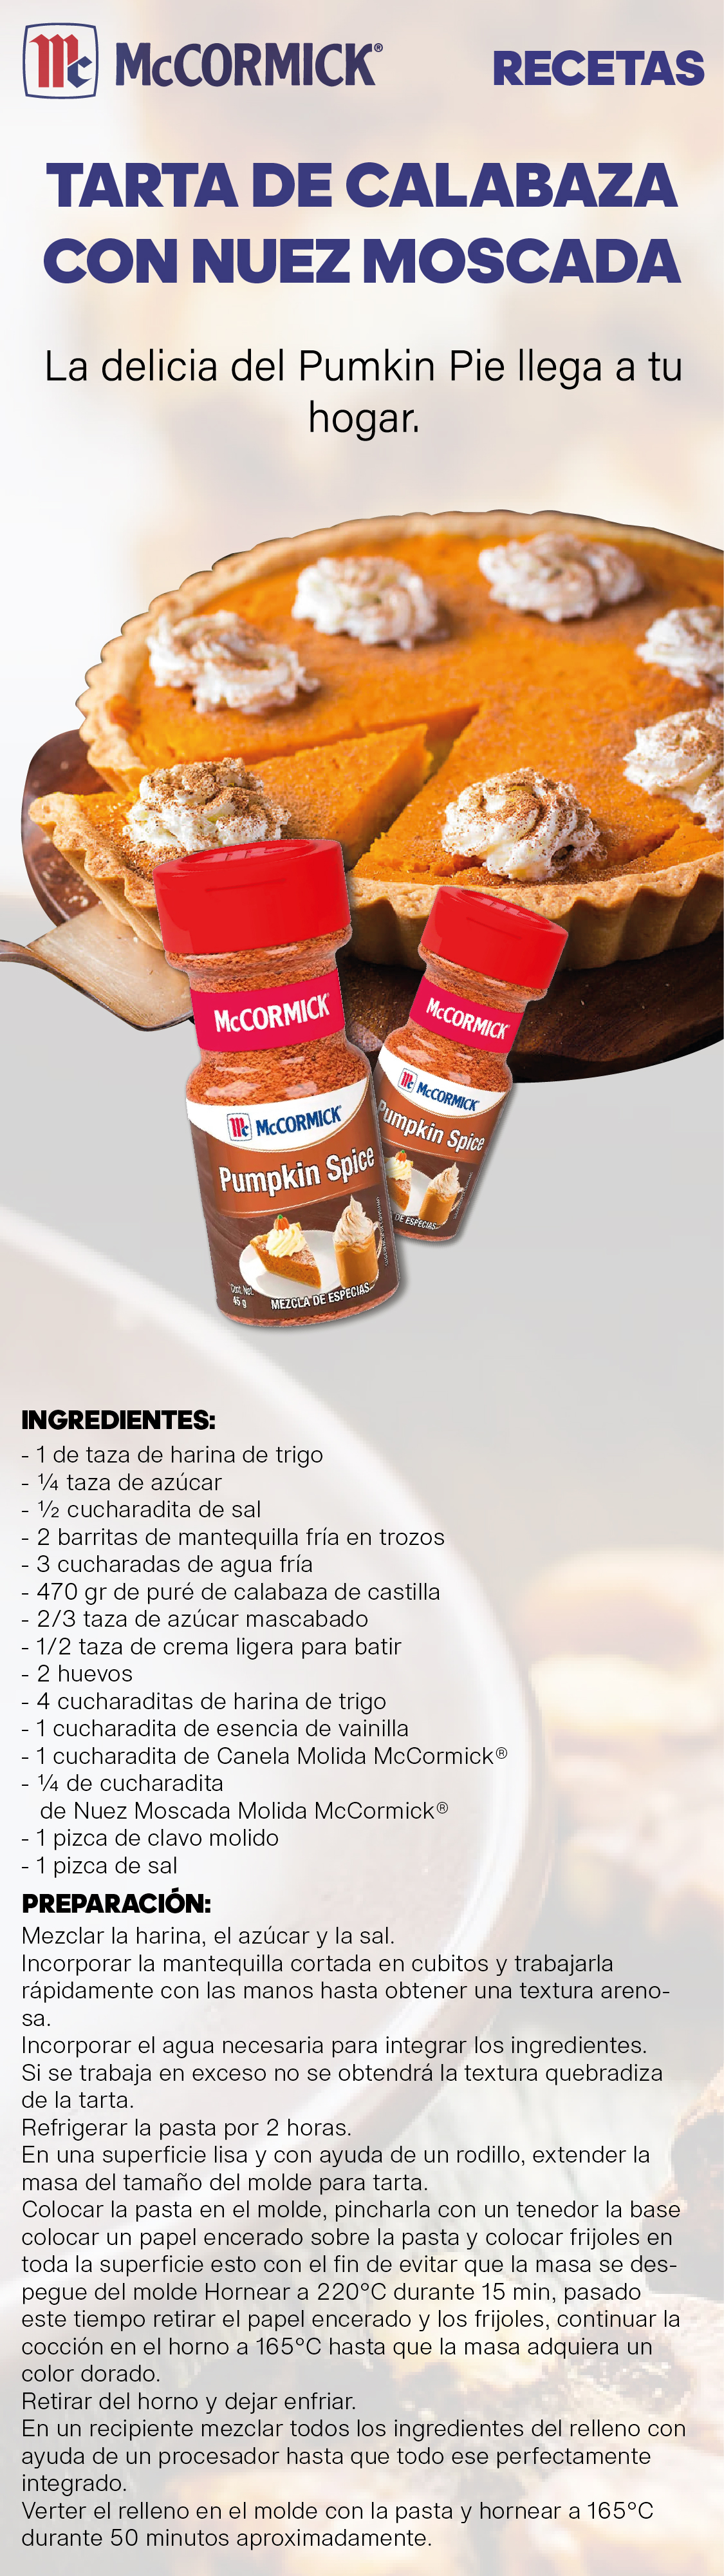 McCORMICK®
RECETAS
TARTA DE CALABAZA
CON NUEZ MOSCADA
La delicia del Pumkin Pie llega a tu
hogar.
McCORMICK
McCORMICK
McCORMICK
McCORMICK
Pumpkin Spice
Pumpkin Spice
DE ESPECIAS
Cont. Net.
45 g
MEZCLA DE ESPECIAS
INGREDIENTES:
- 1 de taza de harina de trigo
- ¼ taza de azúcar
- ½ cucharadita de sal
- 2 barritas de mantequilla fría en trozos
- 3 cucharadas de agua fría
- 470 gr de puré de calabaza de castilla
- 2/3 taza de azúcar mascabado
- 1/2 taza de crema ligera para batir
- 2 huevos
- 4 cucharaditas de harina de trigo
- 1 cucharadita de esencia de vainilla
- 1 cucharadita de Canela Molida McCormick®
- ¼ de cucharadita
de Nuez Moscada Molida McCormick®
- 1 pizca de clavo molido
- 1 pizca de sal
PREPARACIÓN:
Mezclar la harina, el azúcar y la sal.
Incorporar la mantequilla cortada en cubitos y trabajarla
rápidamente con las manos hasta obtener una textura areno-
sa.
Incorporar el agua necesaria para integrar los ingredientes.
Si se trabaja en exceso no se obtendrá la textura quebradiza
de la tarta.
Refrigerar la pasta por 2 horas.
En una superficie lisa y con ayuda de un rodillo, extender la
masa del tamaño del molde para tarta.
Colocar la pasta en el molde, pincharla con un tenedor la base
colocar un papel encerado sobre la pasta y colocar frijoles en
toda la superficie esto con el fin de evitar que la masa se des-
pegue del molde Hornear a 220°C durante 15 min, pasado
este tiempo retirar el papel encerado y los frijoles, continuar la
cocción en el horno a 165°C hasta que la masa adquiera un
color dorado.
Retirar del horno y dejar enfriar.
En un recipiente mezclar todos los ingredientes del relleno con
ayuda de un procesador hasta que todo ese perfectamente
integrado.
Verter el relleno en el molde con la pasta y hornear a 165°C
durante 50 minutos aproximadamente.